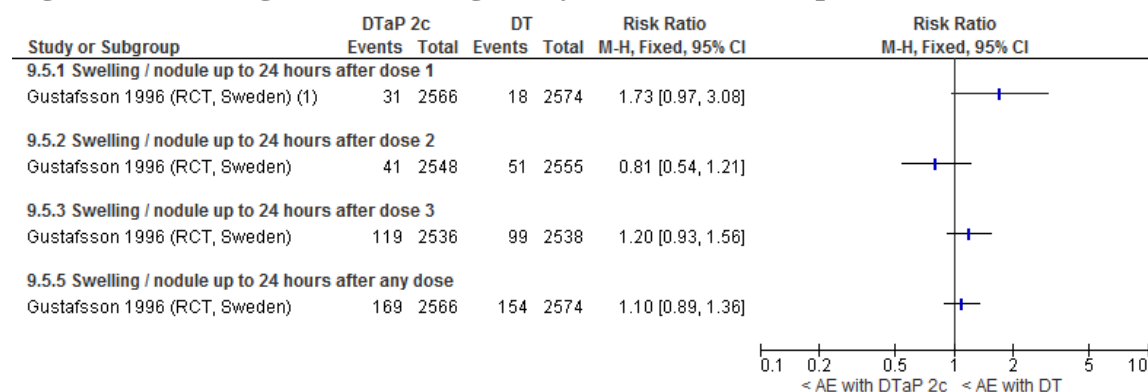 DTaP 2c DT Risk Ratio Risk Ratio
Study or Subgroup Events Total Events Total M-H, Fixed, 95% CI M-H, Fixed, 95% CI
9.5.1 Swelling / nodule up to 24 hours after dose 1
Gustafsson 1996 (RCT, Sweden) (1) 31 2566 18 2574 1.73 [0.97, 3.08]
9.5.2 Swelling / nodule up to 24 hours after dose 2
Gustafsson 1996 (RCT, Sweden) 41 2548 51 2555 0.81 [0.54, 1.21]
9.5.3 Swelling / nodule up to 24 hours after dose 3
Gustafsson 1996 (RCT, Sweden) 119 2536 99 2538 1.20 [0.93, 1.56]
9.5.5 Swelling / nodule up to 24 hours after any dose
Gustafsson 1996 (RCT, Sweden) 169 2566 154 2574 1.10 [0.89, 1.36]
0.1 0.2 0.5 1 2 5 10
< AE with DTaP 2c < AE with DT